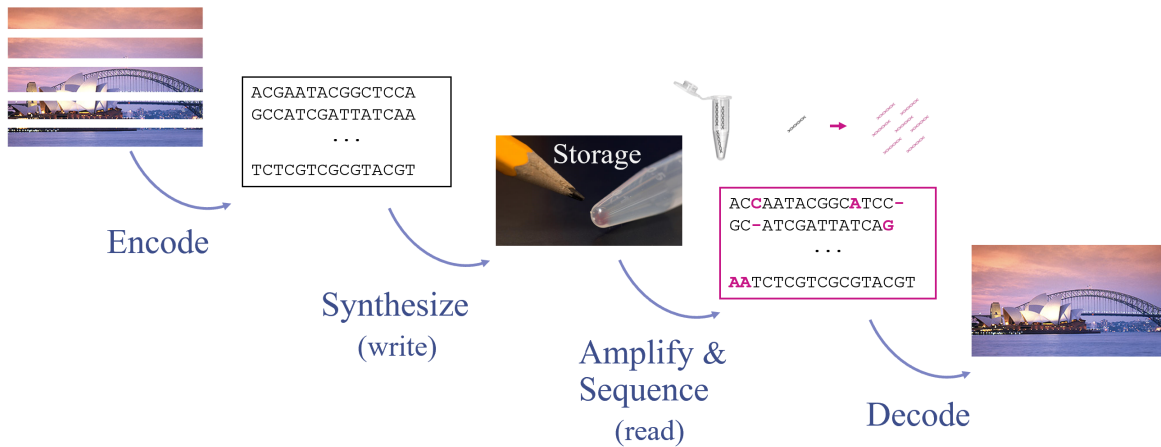 ACGAATACGGCTCCA
GCCATCGATTATCAA
...
TCTCGTCGCGTACGT
Encode
Synthesize
(write)
Storage
Amplify &
Sequence
(read)
ACCAATACGGCATCC-
GC-ATCGATTATCAG
...
AATCTCGTCGCGTACGT
Decode